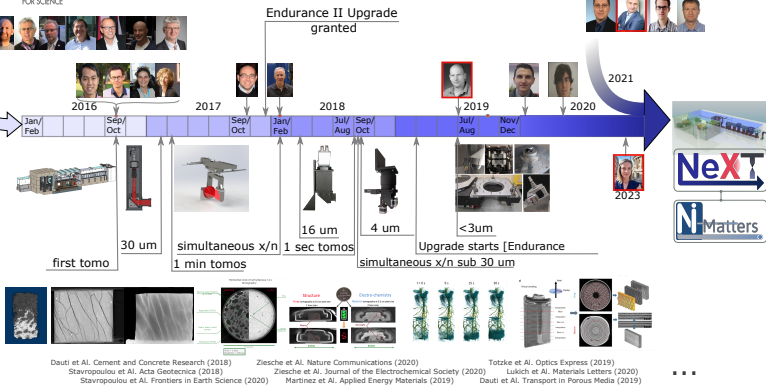 FOR SCIENCE
Endurance II Upgrade
granted
2021
2016
2017
2018
2019
2020
Jan/
Feb
Sep/
Oct
Sep/
Oct
Jan/
Feb
Jul/
Aug
Sep/
Oct
Jul/
Aug
Nov/
Dec
2023
NeXT
Ni-Matters
16 um
4 um
<3um
30 um
simultaneous x/n
1 sec tomos
Upgrade starts [Endurance
first tomo
1 min tomos
simultaneous x/n sub 30 um
Structure
Electro-chemistry
Dauti et Al. Cement and Concrete Research (2018)
Ziesche et Al. Nature Communications (2020)
Totzke et Al. Optics Express (2019)
Stavropoulou et Al. Acta Geotecnica (2018)
Ziesche et Al. Journal of the Electrochemical Society (2020)
Lukich et Al. Materials Letters (2020)
Stavropoulou et Al. Frontiers in Earth Science (2020)
Martinez et Al. Applied Energy Materials (2019)
Dauti et Al. Transport in Porous Media (2019)
...